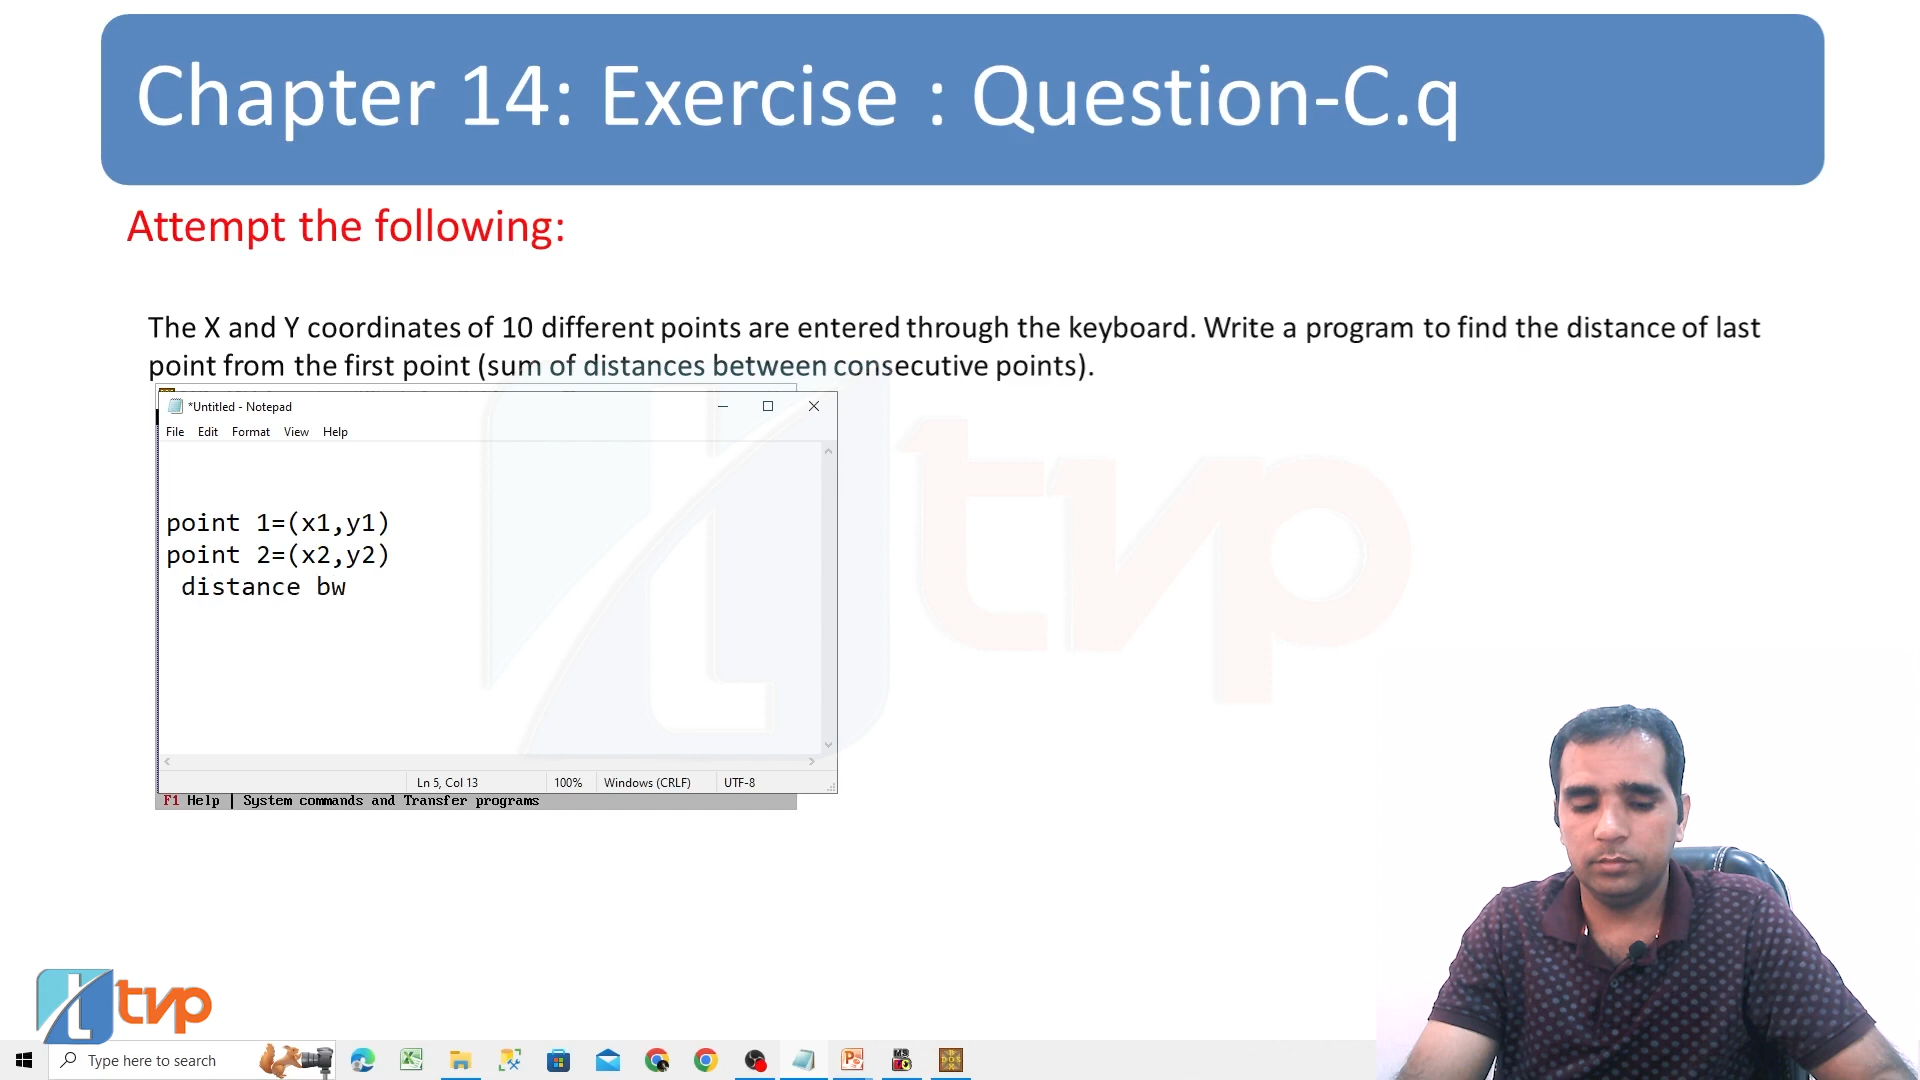 Chapter 14: Exercise : Question-C.q
Attempt the following:
The X and Y coordinates of 10 different points are entered through the keyboard. Write a program to find the distance of last
point from the first point (sum of distances between consecutive points).
*Untitled - Notepad
File Edit Format View Help
point 1=(x1,y1)
point 2=(x2,y2)
distance bw
Ln 5, Col 13 100% Windows (CRLF) UTF-8
F1 Help | System commands and Transfer programs
tvp
tvp
Type here to search